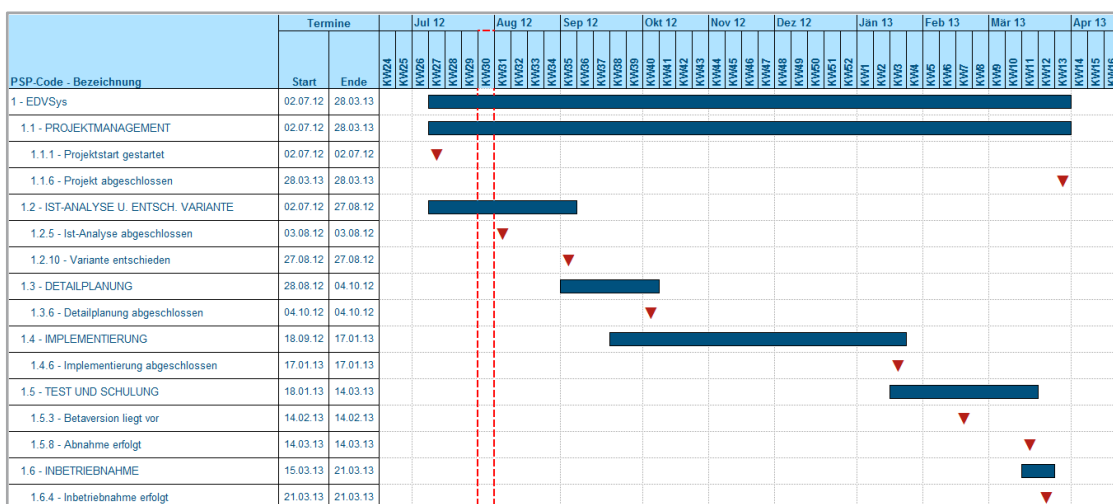 Termine Jul 12 Aug 12 Sep 12 Okt 12 Nov 12 Dez 12 Jän 13 Feb 13 Mär 13 Apr 13
PSP-Code - Bezeichnung Start Ende KW24 KW25 KW26 KW27 KW28 KW29 KW30 KW31 KW32 KW33 KW34 KW35 KW36 KW37 KW38 KW39 KW40 KW41 KW42 KW43 KW44 KW45 KW46 KW47 KW48 KW49 KW50 KW51 KW52 KW1 KW2 KW3 KW4 KW5 KW6 KW7 KW8 KW9 KW10 KW11 KW12 KW13 KW14 KW15 KW16
1 - EDVSys 02.07.12 28.03.13
1.1 - PROJEKTMANAGEMENT 02.07.12 28.03.13
1.1.1 - Projektstart gestartet 02.07.12 02.07.12
1.1.6 - Projekt abgeschlossen 28.03.13 28.03.13
1.2 - IST-ANALYSE U. ENTSCH. VARIANTE 02.07.12 27.08.12
1.2.5 - Ist-Analyse abgeschlossen 03.08.12 03.08.12
1.2.10 - Variante entschieden 27.08.12 27.08.12
1.3 - DETAILPLANUNG 28.08.12 04.10.12
1.3.6 - Detailplanung abgeschlossen 04.10.12 04.10.12
1.4 - IMPLEMENTIERUNG 18.09.12 17.01.13
1.4.6 - Implementierung abgeschlossen 17.01.13 17.01.13
1.5 - TEST UND SCHULUNG 18.01.13 14.03.13
1.5.3 - Betaversion liegt vor 14.02.13 14.02.13
1.5.8 - Abnahme erfolgt 14.03.13 14.03.13
1.6 - INBETRIEBNAHME 15.03.13 21.03.13
1.6.4 - Inbetriebnahme erfolgt 21.03.13 21.03.13